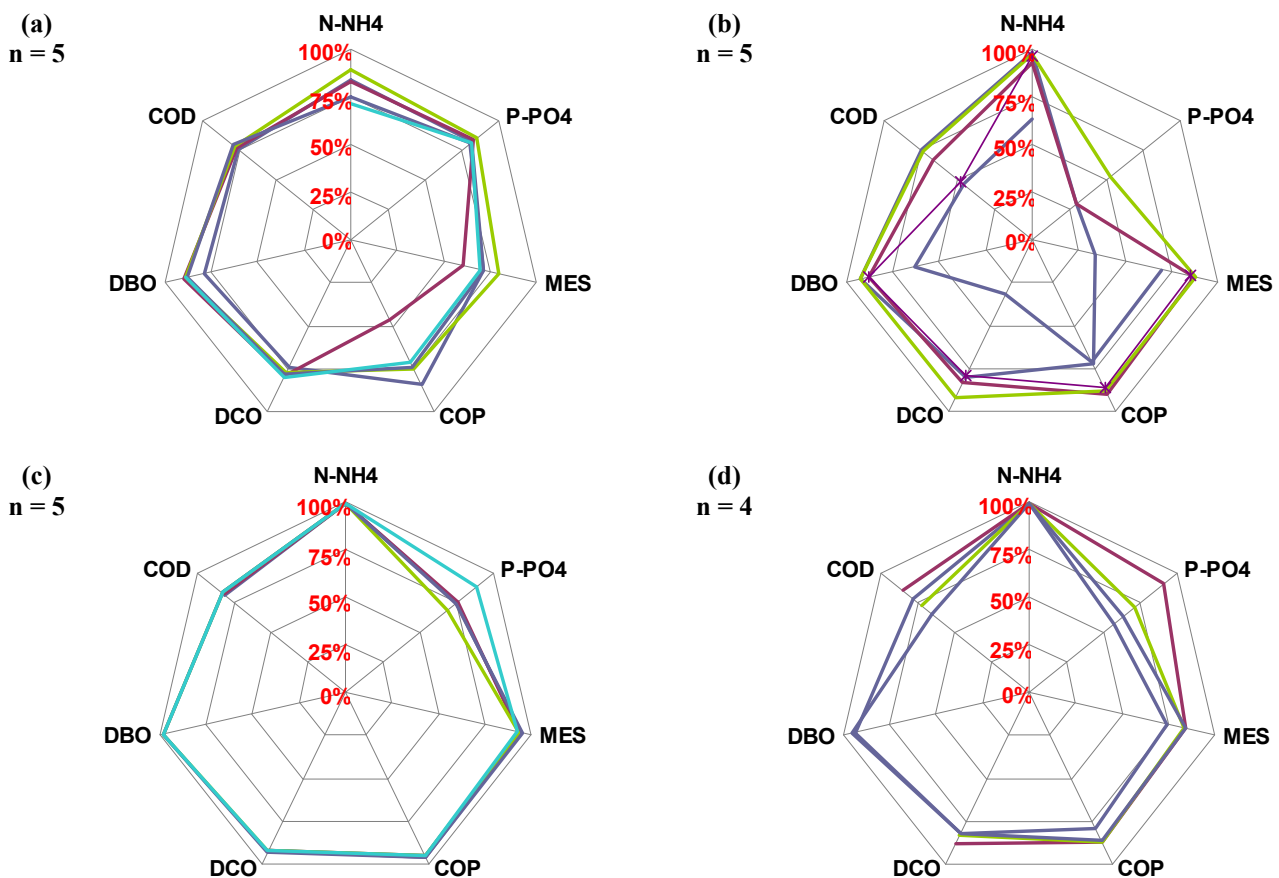 (a)
n = 5
N-NH4
P-PO4
MES
COP
DCO
DBO
COD
100%
75%
50%
25%
0%
(b)
n = 5
N-NH4
P-PO4
MES
COP
DCO
DBO
COD
100%
75%
50%
25%
0%
(c)
n = 5
N-NH4
P-PO4
MES
COP
DCO
DBO
COD
100%
75%
50%
25%
0%
(d)
n = 4
N-NH4
P-PO4
MES
COP
DCO
DBO
COD
100%
75%
50%
25%
0%